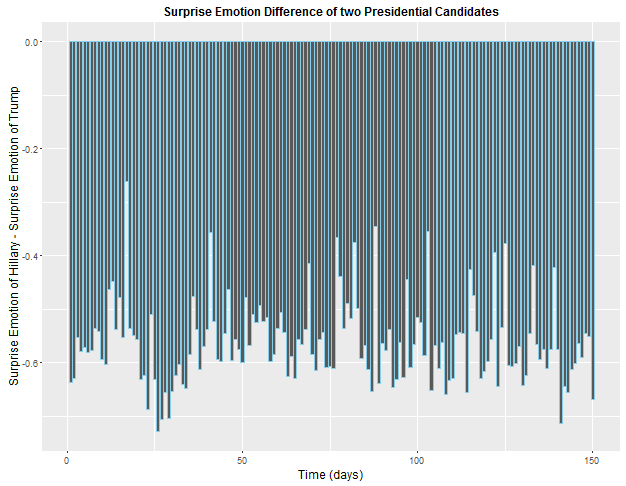 Surprise Emotion Difference of two Presidential Candidates
Surprise Emotion of Hillary - Surprise Emotion of Trump
0.0
-0.2
-0.4
-0.6
0
50
100
150
Time (days)